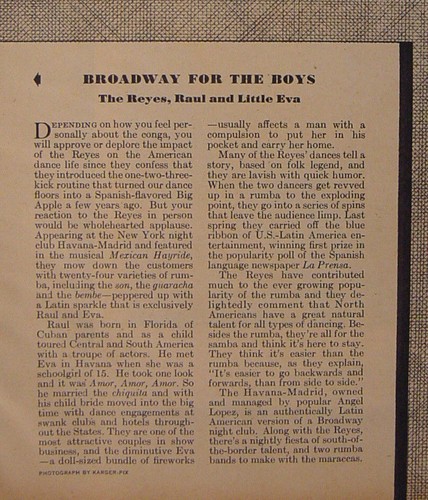 BROADWAY FOR THE BOYS
The Reyes, Raul and Little Eva
DEPENDING on how you feel per-
sonally about the conga, you
will approve or deplore the impact
of the Reyes on the American
dance life since they confess that
they introduced the one-two-three-
kick routine that turned our dance
floors into a Spanish-flavored Big
Apple a few years ago. But your
reaction to the Reyes in person
would be wholehearted applause.
Appearing at the New York night
club Havana-Madrid and featured
in the musical Mexican Hayride,
they mow down the customers
with twenty-four varieties of rum-
ba, including the son, the guaracha
and the bembe—peppered up with
a Latin sparkle that is exclusively
Raul and Eva.
Raul was born in Florida of
Cuban parents and as a child
toured Central and South America
with a troupe of actors. He met
Eva in Havana when she was a
schoolgirl of 15. He took one look
and it was Amor, Amor, Amor. So
he married the chiquita and with
his child bride moved into the big
time with dance engagements at
swank clubs and hotels through-
out the States. They are one of the
most attractive couples in show
business, and the diminutive Eva
—a doll-sized bundle of fireworks
PHOTOGRAPH BY KARGER-PIX
—usually affects a man with a
compulsion to put her in his
pocket and carry her home.
Many of the Reyes' dances tell a
story, based on folk legend, and
they are lavish with quick humor.
When the two dancers get revved
up in a rumba to the exploding
point, they go into a series of spins
that leave the audience limp. Last
spring they carried off the blue
ribbon of U.S.-Latin America en-
tertainment, winning first prize in
the popularity poll of the Spanish
language newspaper La Prensa.
The Reyes have contributed
much to the ever growing popu-
larity of the rumba and they de-
lightedly comment that North
Americans have a great natural
talent for all types of dancing. Be-
sides the rumba, they're all for the
samba and think it's here to stay.
They think it's easier than the
rumba because, as they explain,
"It's easier to go backwards and
forwards, than from side to side."
The Havana-Madrid, owned
and managed by popular Angel
Lopez, is an authentically Latin
American version of a Broadway
night club. Along with the Reyes,
there's a nightly fiesta of south-of-
the-border talent, and two rumba
bands to make with the maraccas.